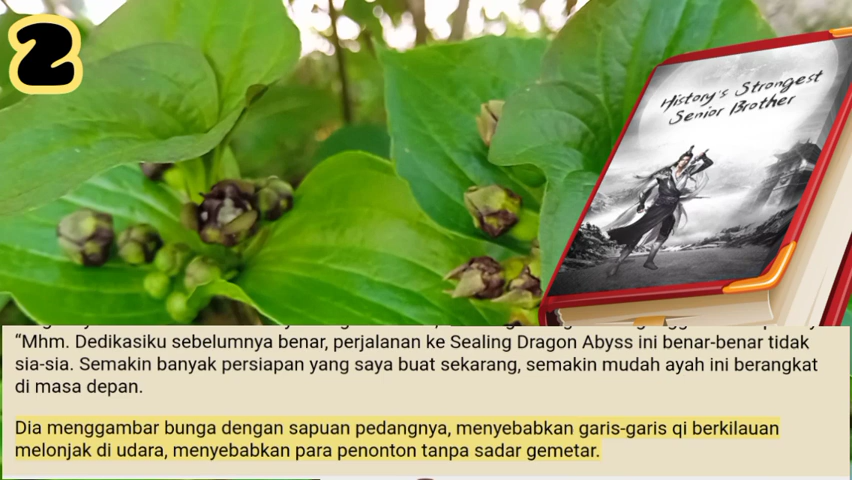 2
History's Strongest
Senior Brother
“Mhm. Dedikasiku sebelumnya benar, perjalanan ke Sealing Dragon Abyss ini benar-benar tidak
sia-sia. Semakin banyak persiapan yang saya buat sekarang, semakin mudah ayah ini berangkat
di masa depan.
Dia menggambar bunga dengan sapuan pedangnya, menyebabkan garis-garis qi berkilauan
melonjak di udara, menyebabkan para penonton tanpa sadar gemetar.